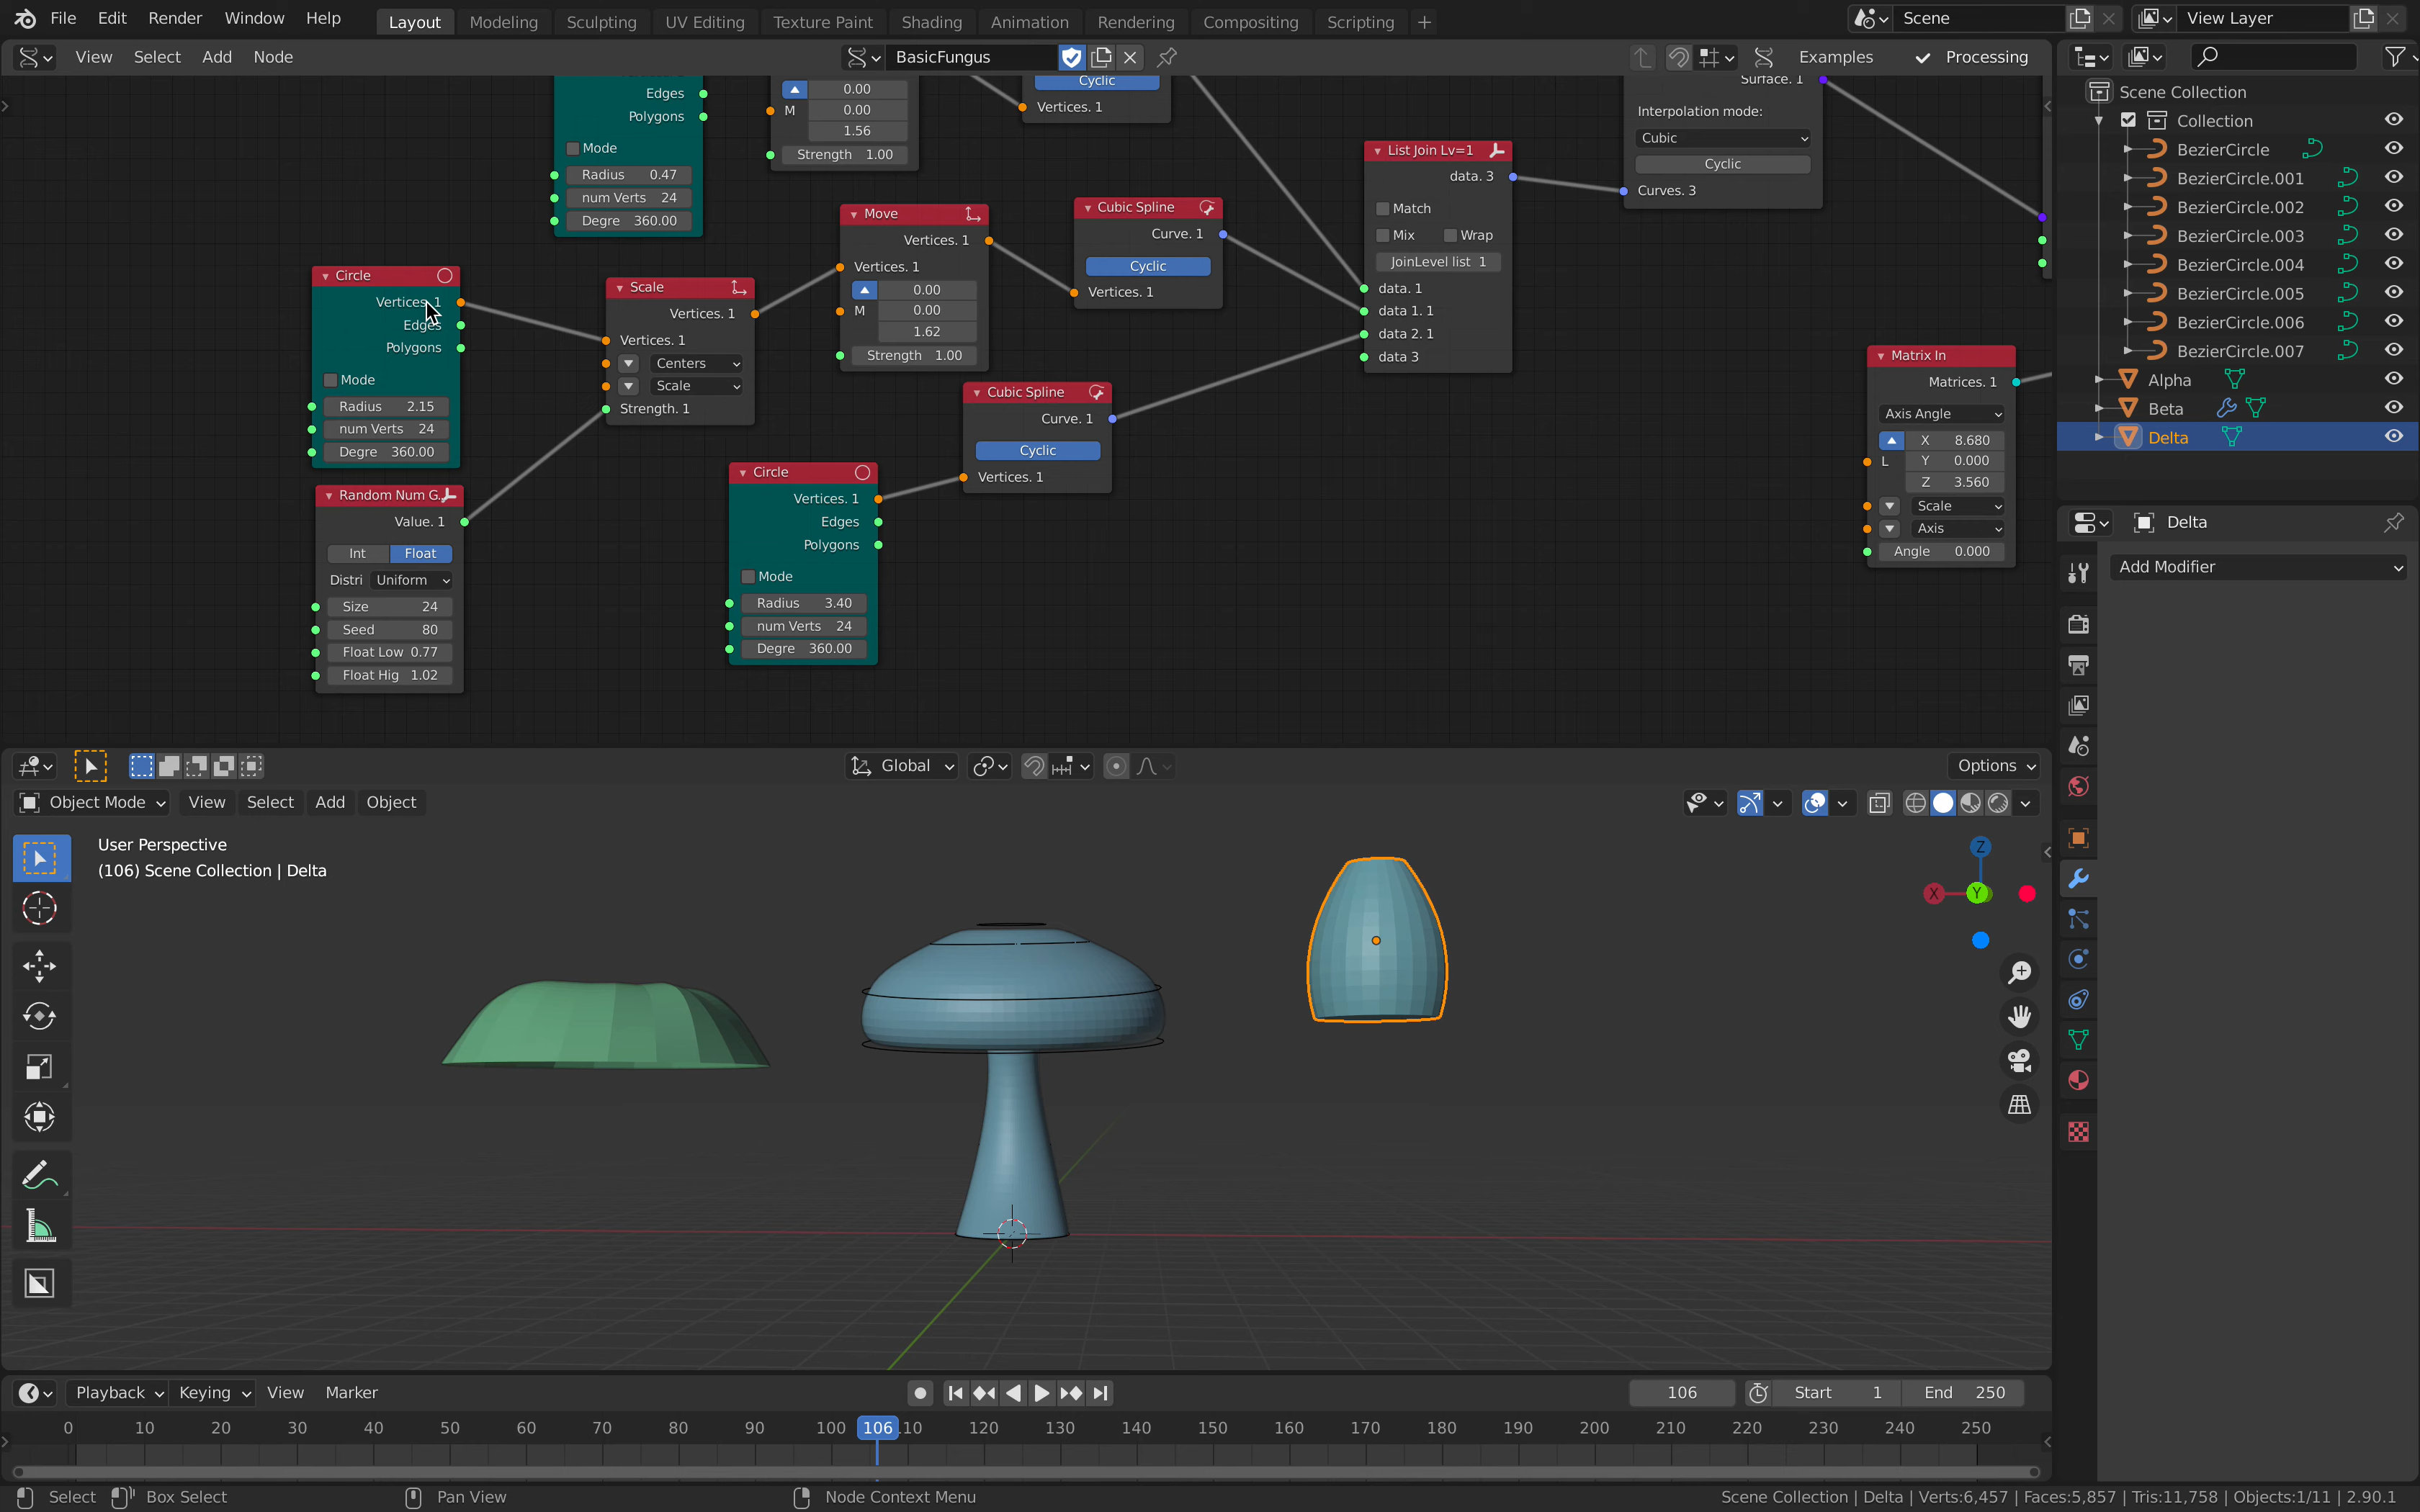 File Edit Render Window Help Layout Modeling Sculpting UV Editing Texture Paint Shading Animation Rendering Compositing Scripting + Scene View Layer
View Select Add Node BasicFungus Examples Processing
Edges
Polygons
Mode
Radius 0.47
num Verts 24
Degre 360.00
0.00
M 0.00
1.56
Strength 1.00
Cyclic
Vertices. 1
Circle
Vertices. 1
Edges
Polygons
Mode
Radius 2.15
num Verts 24
Degre 360.00
Random Num G.
Value. 1
Int Float
Distri Uniform
Size 24
Seed 80
Float Low 0.77
Float Hig 1.02
Scale
Vertices. 1
Vertices. 1
Centers
Scale
Strength. 1
Move
Vertices. 1
Vertices. 1
0.00
M 0.00
1.62
Strength 1.00
Cubic Spline
Curve. 1
Cyclic
Vertices. 1
Cubic Spline
Curve. 1
Cyclic
Vertices. 1
Circle
Vertices. 1
Edges
Polygons
Mode
Radius 3.40
num Verts 24
Degre 360.00
List Join Lv=1
data. 3
Match
Mix Wrap
JoinLevel list 1
data. 1
data 1. 1
data 2. 1
data 3
Surface. 1
Interpolation mode:
Cubic
Cyclic
Curves. 3
Matrix In
Matrices. 1
Axis Angle
X 8.680
L Y 0.000
Z 3.560
Scale
Axis
Angle 0.000
Scene Collection
Collection
BezierCircle
BezierCircle.001
BezierCircle.002
BezierCircle.003
BezierCircle.004
BezierCircle.005
BezierCircle.006
BezierCircle.007
Alpha
Beta
Delta
Delta
Add Modifier
Global Options
Object Mode View Select Add Object
User Perspective
(106) Scene Collection | Delta
Z
X Y
Playback Keying View Marker 106 Start 1 End 250
0 10 20 30 40 50 60 70 80 90 100 106 10 120 130 140 150 160 170 180 190 200 210 220 230 240 250
Select Box Select Pan View Node Context Menu Scene Collection | Delta | Verts:6,457 | Faces:5,857 | Tris:11,758 | Objects:1/11 | 2.90.1